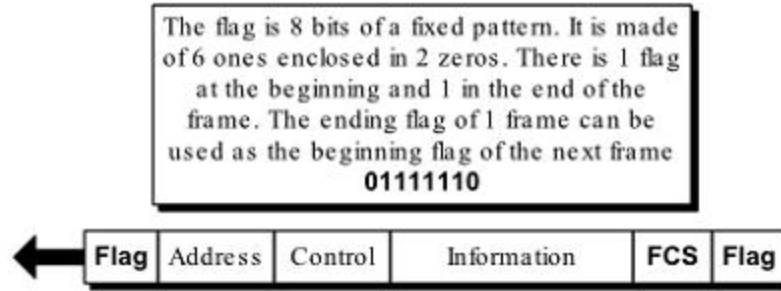 The flag is 8 bits of a fixed pattern. It is made
of 6 ones enclosed in 2 zeros. There is 1 flag
at the beginning and 1 in the end of the
frame. The ending flag of 1 frame can be
used as the beginning flag of the next frame
01111110
Flag Address Control Information FCS Flag